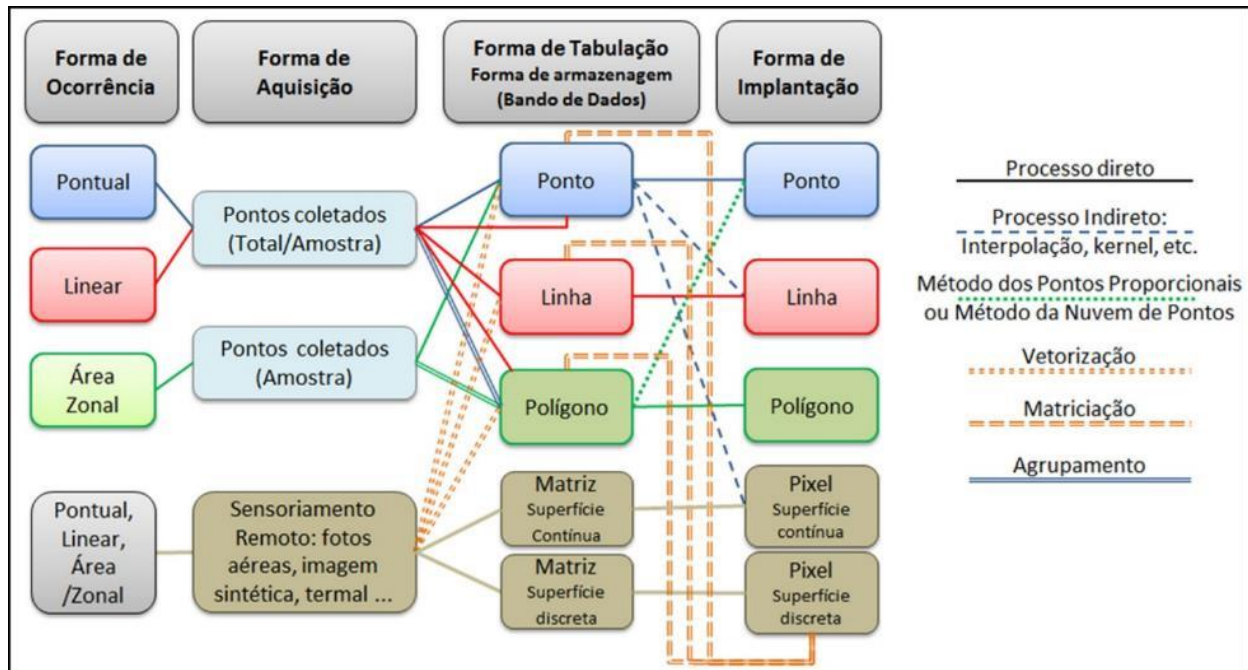 Forma de
Ocorrência
Forma de
Aquisição
Forma de Tabulação
Forma de armazenagem
(Bando de Dados)
Forma de
Implantação
Pontual
Linear
Área
Zonal
Pontual,
Linear,
Área
/Zonal
Pontos coletados
(Total/Amostra)
Pontos coletados
(Amostra)
Sensoriamento
Remoto: fotos
aéreas, imagem
sintética, termal ...
Ponto
Linha
Polígono
Matriz
Superfície
Contínua
Matriz
Superfície
discreta
Ponto
Linha
Polígono
Pixel
Superfície
contínua
Pixel
Superfície
discreta
Processo direto
Processo Indireto:
Interpolação, kernel, etc.
Método dos Pontos Proporcionais
ou Método da Nuvem de Pontos
Vetorização
Matriciação
Agrupamento